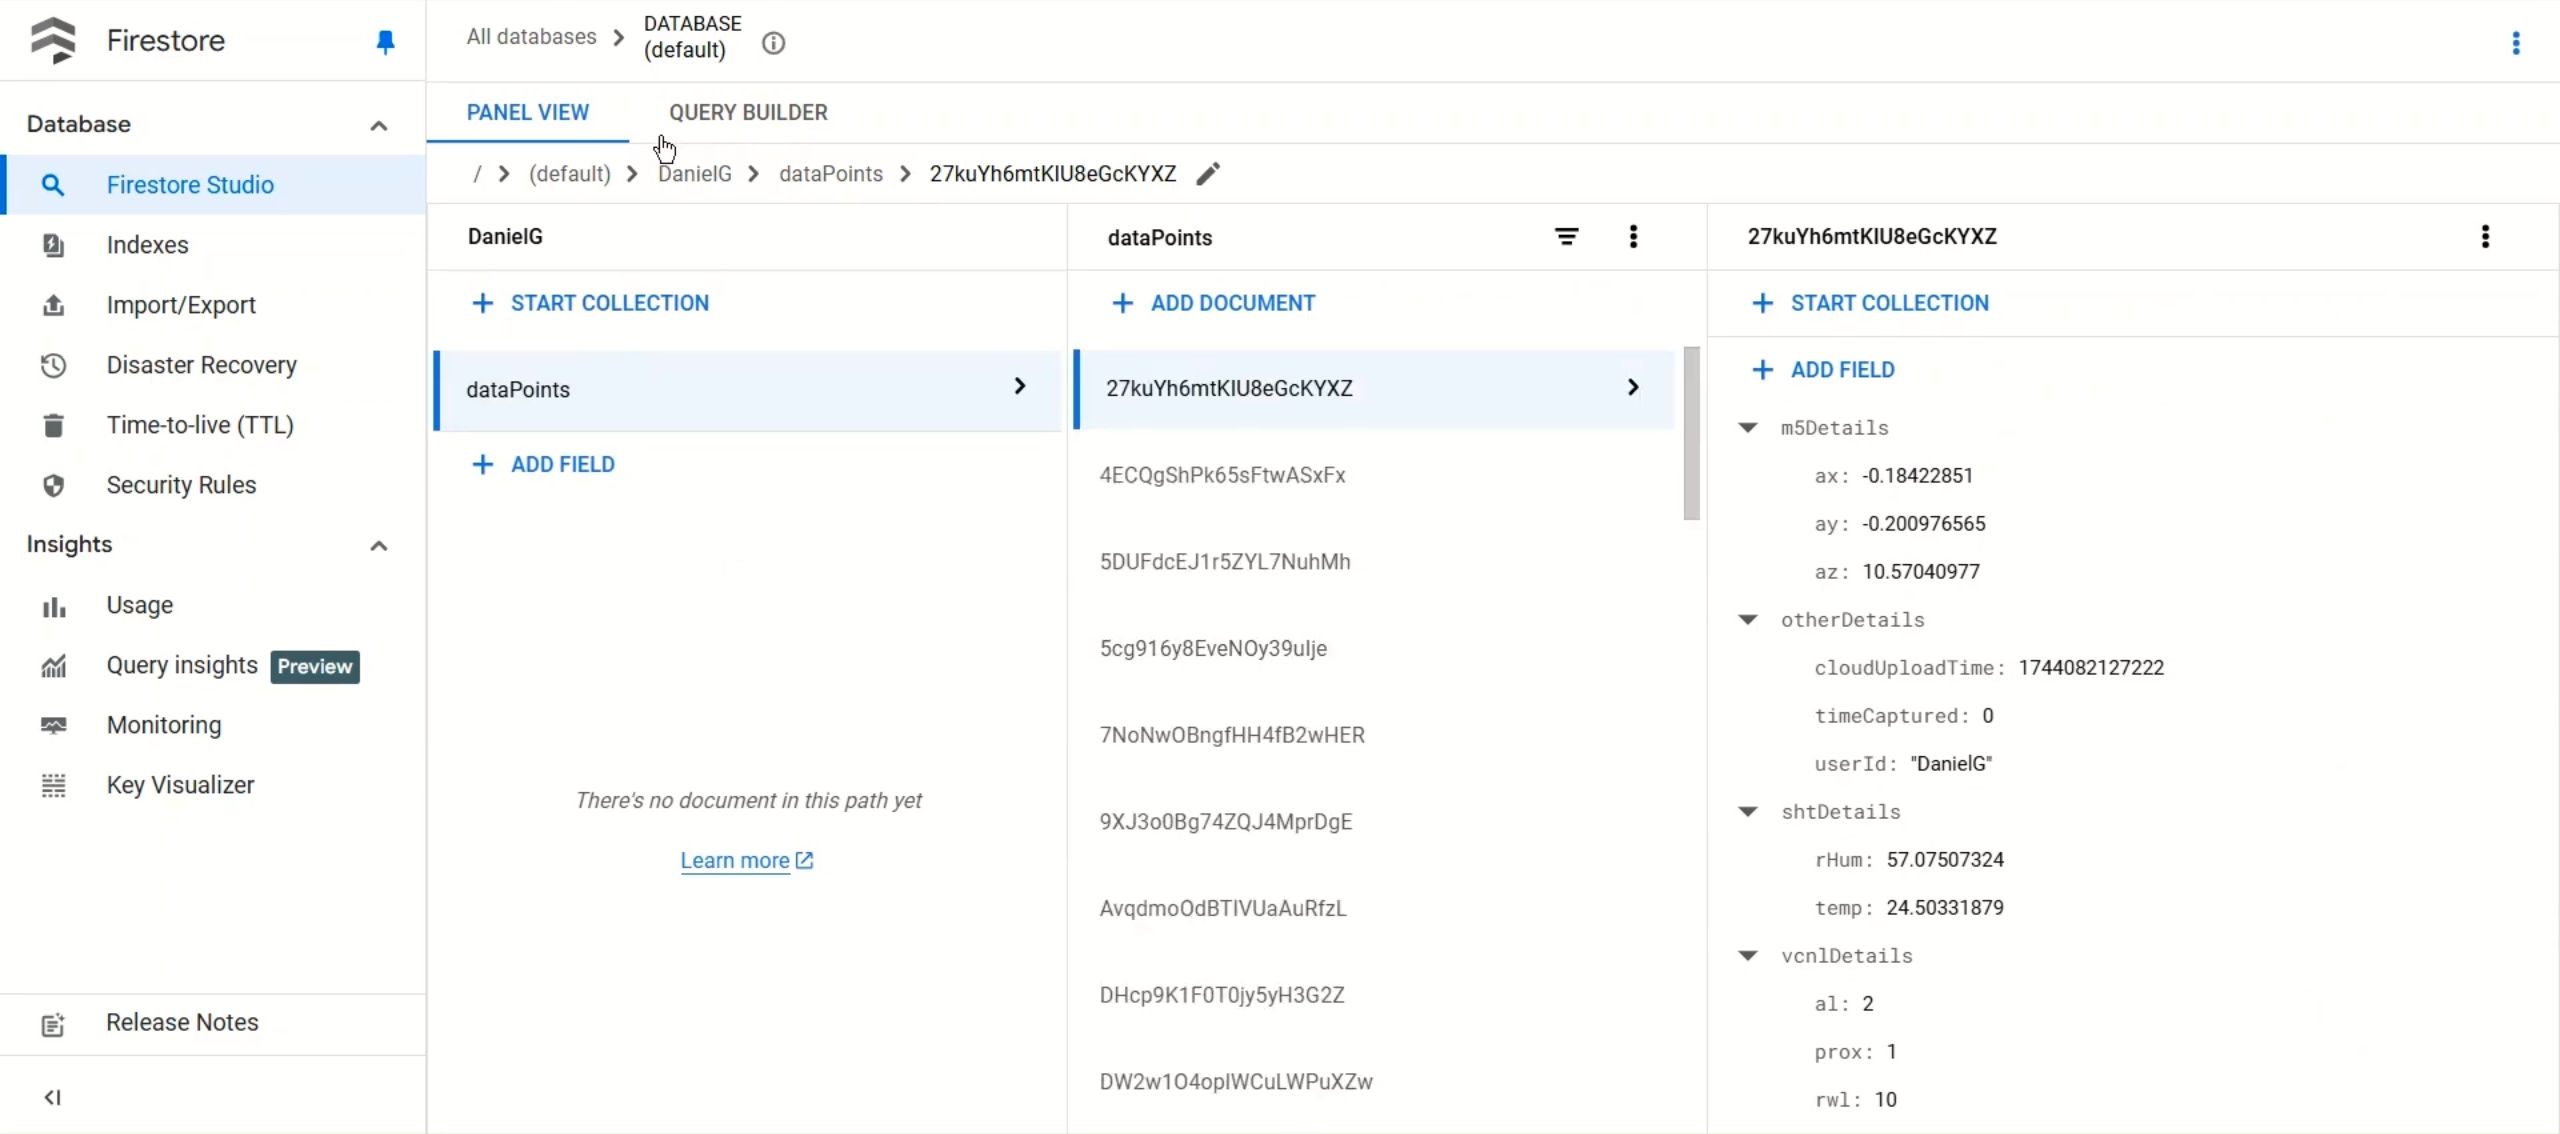 Firestore
All databases
DATABASE
(default)
Database
PANEL VIEW
QUERY BUILDER
/ (default) DanielG dataPoints 27kuYh6mtKIU8eGcKYXZ
Firestore Studio
Indexes
Import/Export
Disaster Recovery
Time-to-live (TTL)
Security Rules
Insights
Usage
Query insights Preview
Monitoring
Key Visualizer
Release Notes
DanielG
START COLLECTION
dataPoints
ADD FIELD
There's no document in this path yet
Learn more
dataPoints
ADD DOCUMENT
27kuYh6mtKIU8eGcKYXZ
4ECQgShPk65sFtwASxFx
5DUFdcEJ1r5ZYL7NuhMh
5cg916y8EveNOy39ulje
7NoNwOBngfHH4fB2wHER
9XJ3o0Bg74ZQJ4MprDgE
AvqdmoOdBTIVUaAuRfzL
DHcp9K1F0T0jy5yH3G2Z
DW2w1O4opIWCuLWPuXZw
27kuYh6mtKIU8eGcKYXZ
START COLLECTION
ADD FIELD
m5Details
ax: -0.18422851
ay: -0.200976565
az: 10.57040977
otherDetails
cloudUploadTime: 1744082127222
timeCaptured: 0
userId: "DanielG"
shtDetails
rHum: 57.07507324
temp: 24.50331879
vcnlDetails
al: 2
prox: 1
rwl: 10